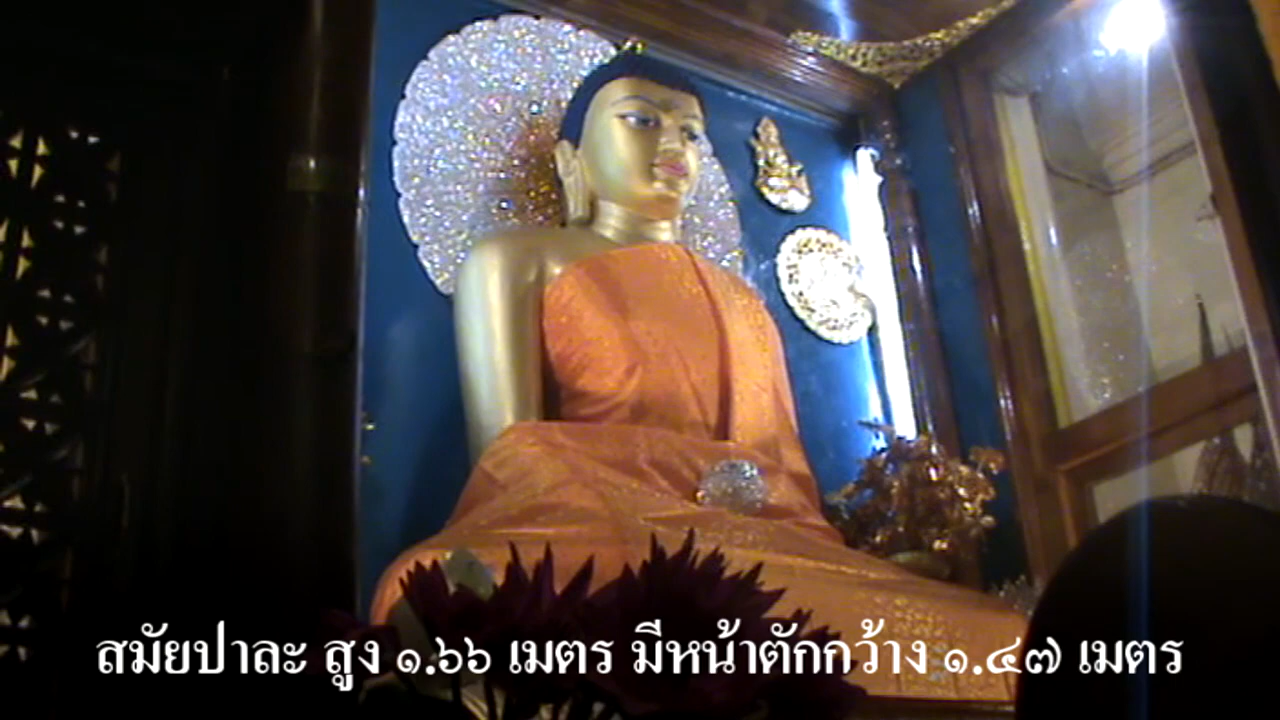 สมัยปาละ สูง ๑.๖๖ เมตร มีหน้าตักกว้าง ๑.๔๗ เมตร